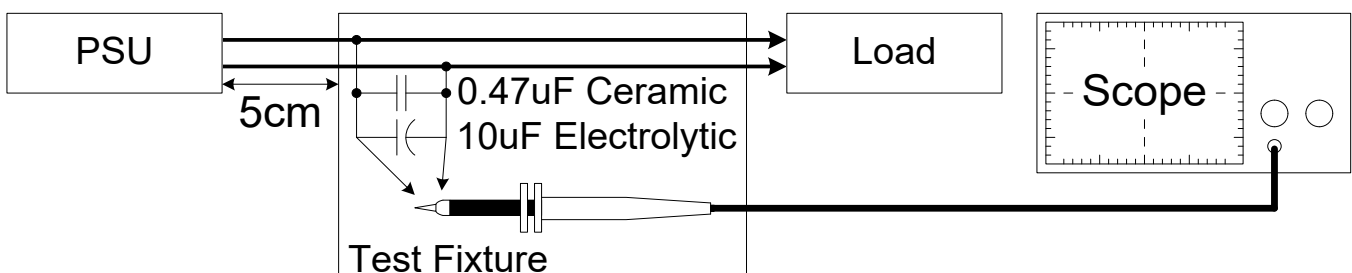 PSU
Load
Scope
5cm
0.47uF Ceramic
10uF Electrolytic
Test Fixture